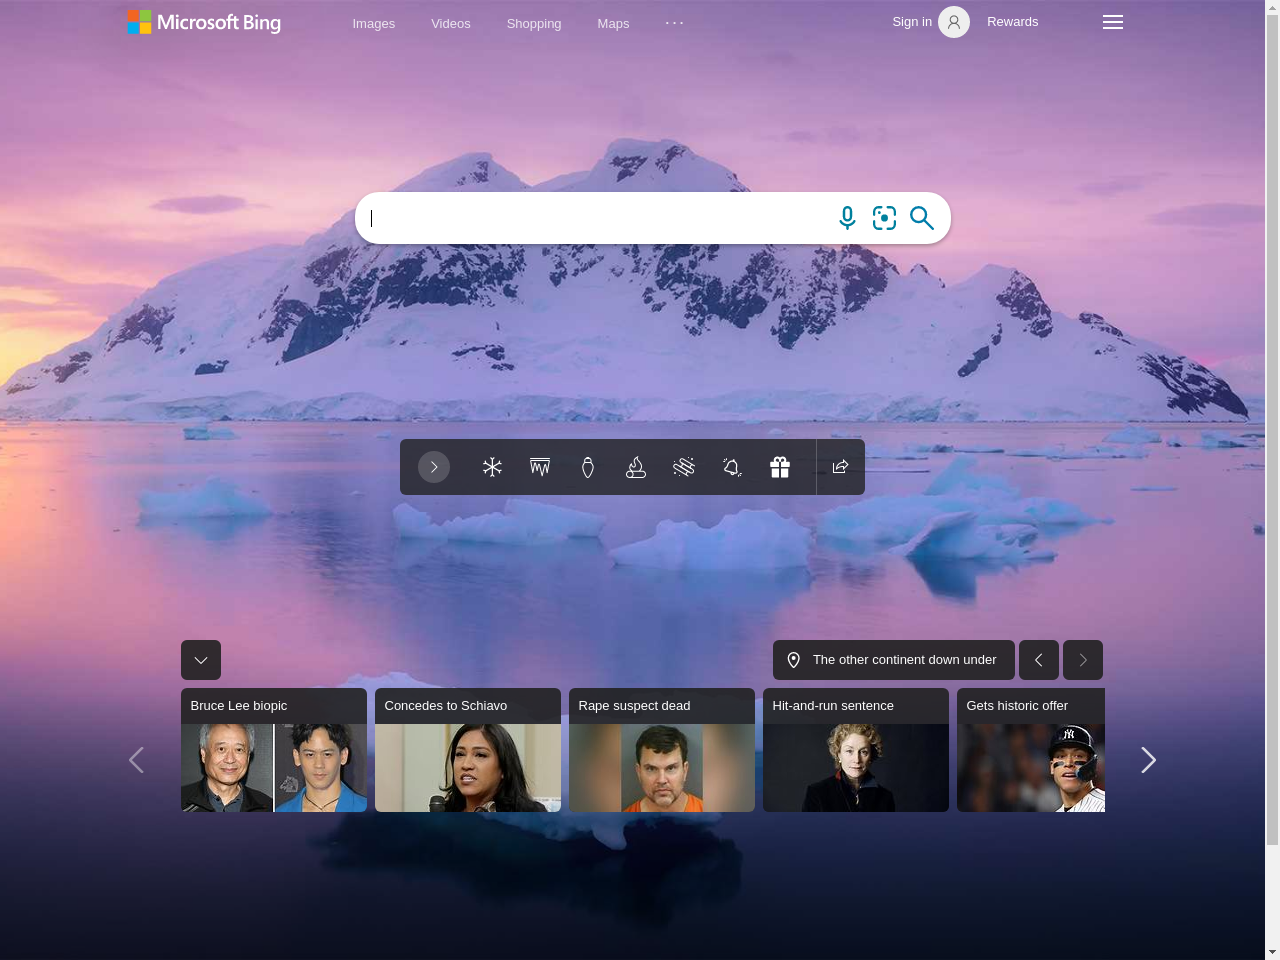 Microsoft Bing
Images
Videos
Shopping
Maps
Sign in
Rewards
The other continent down under
Bruce Lee biopic
Concedes to Schiavo
Rape suspect dead
Hit-and-run sentence
Gets historic offer